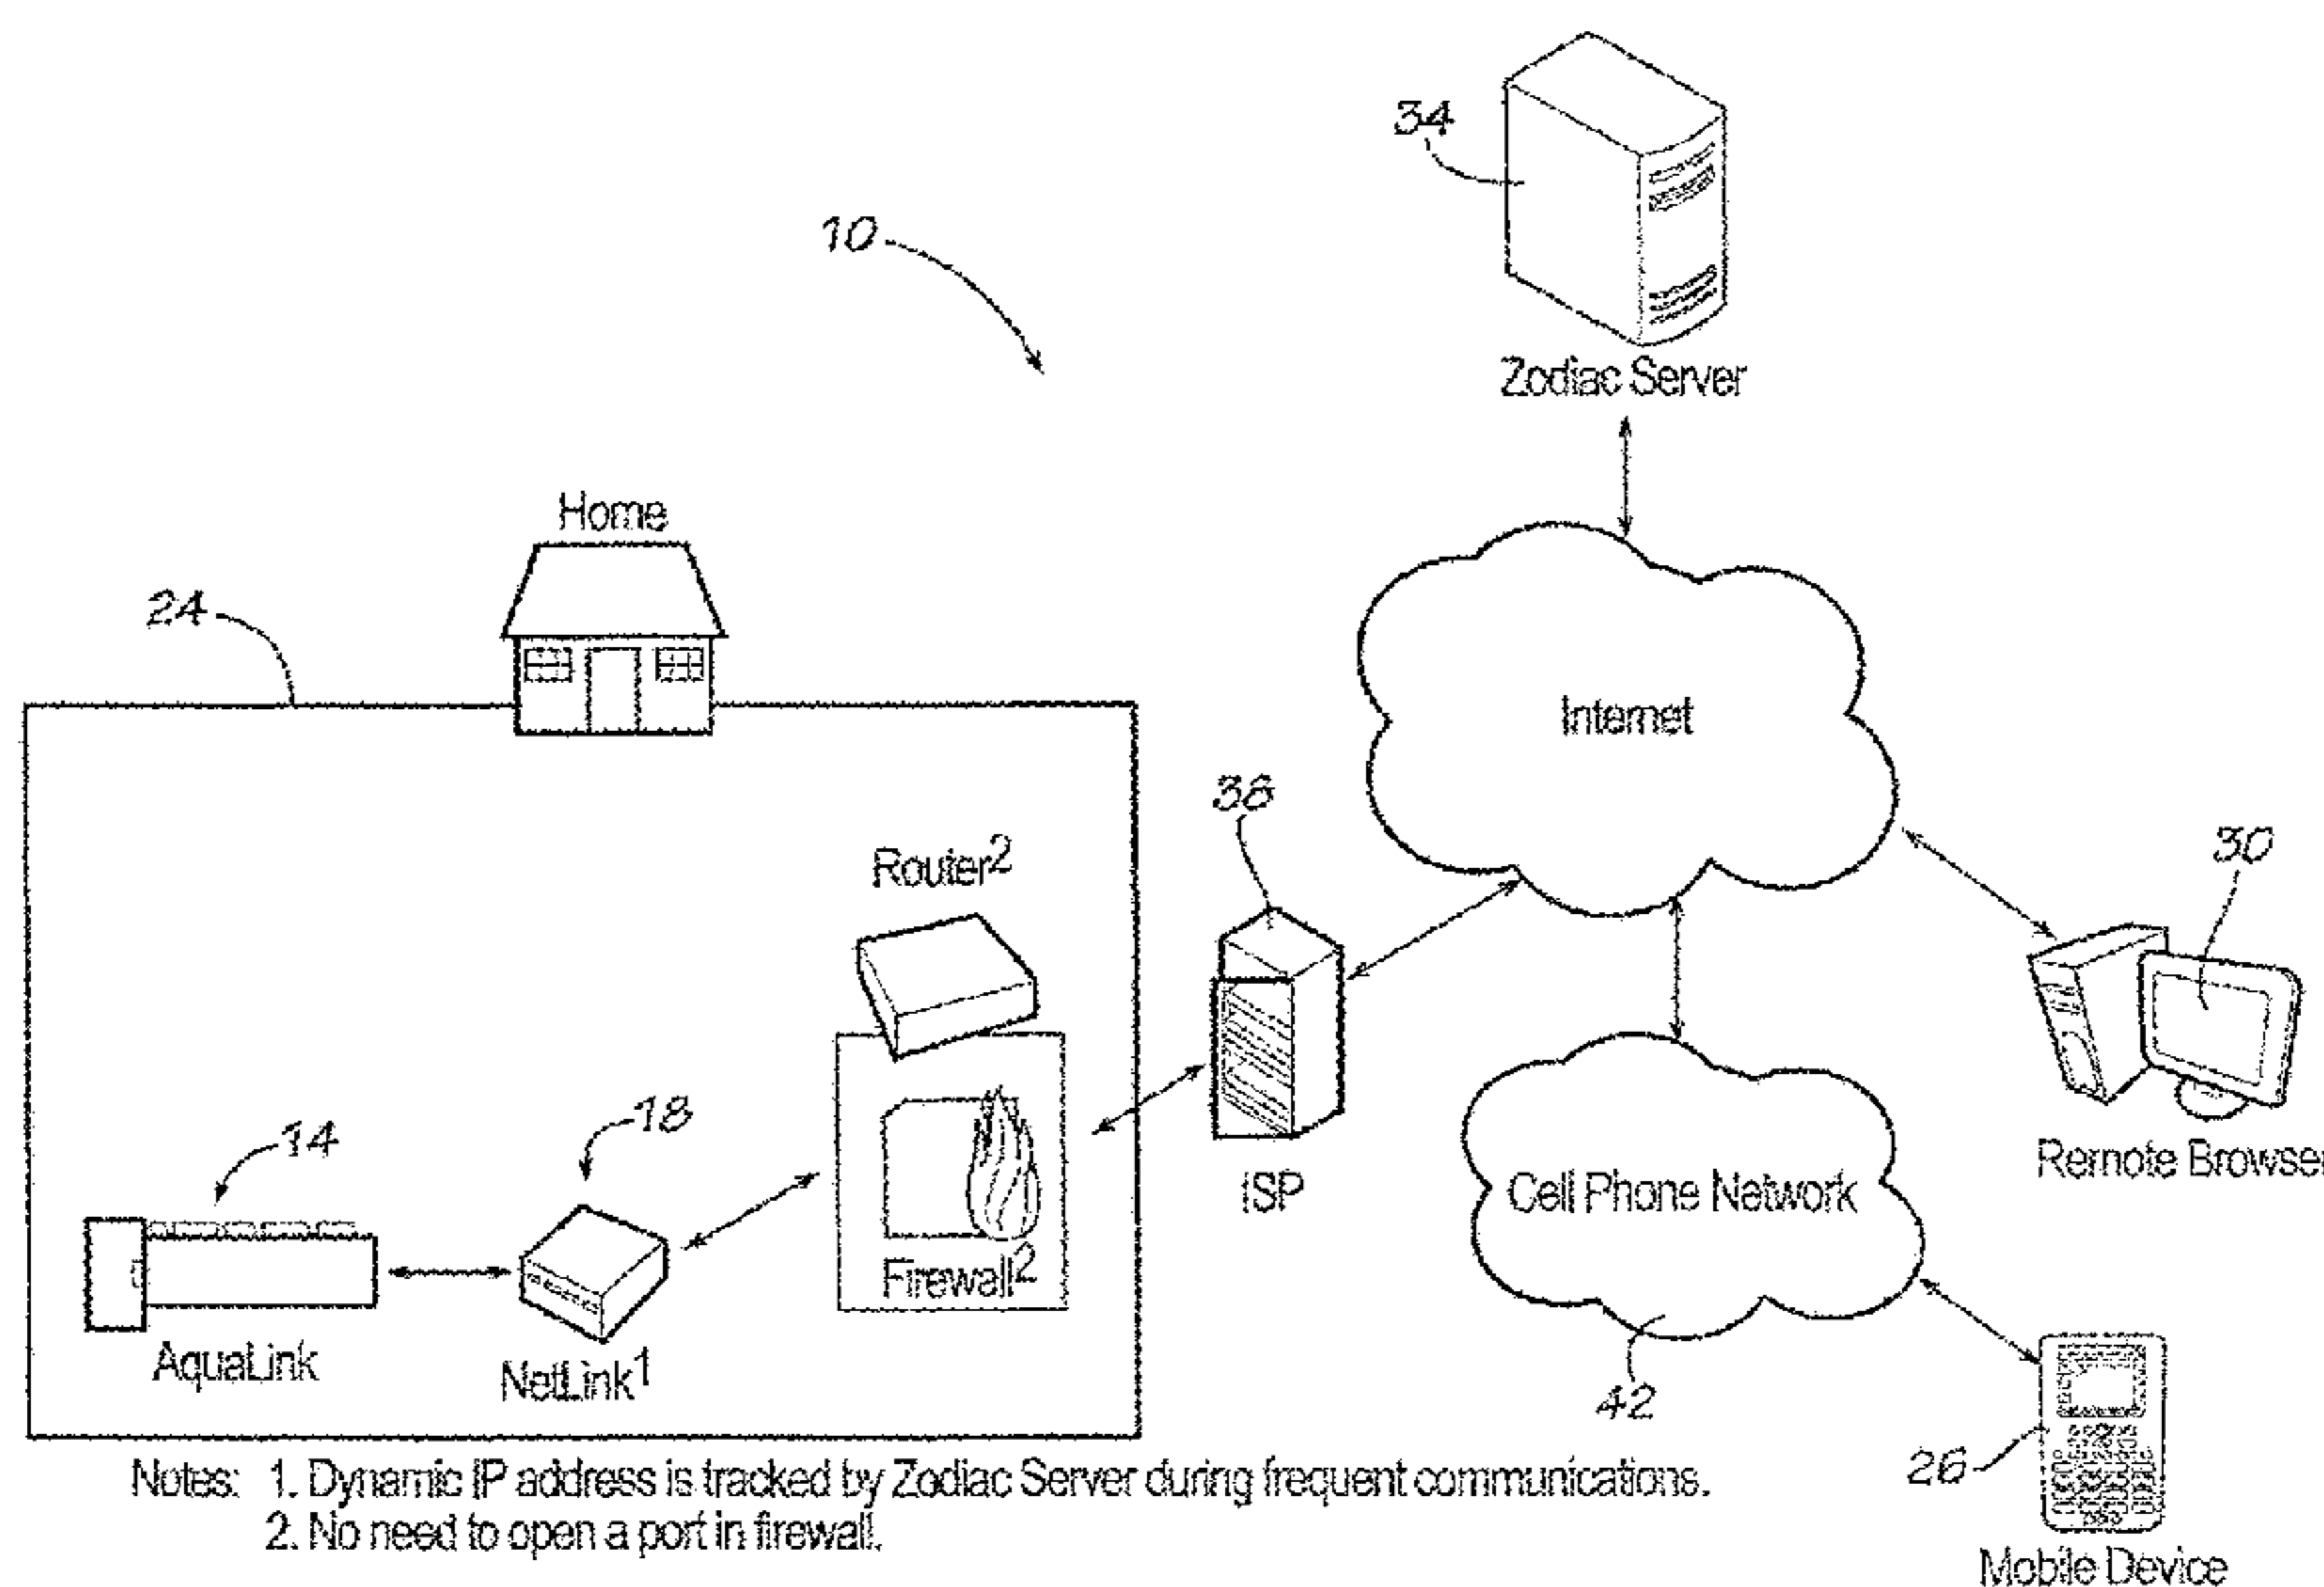 34
10
Zodiac Server
Home
24
Internet
38
30
Router2
18
14
Remote Browser
ISP
Cell Phone Network
Firewall2
AquaLink
NetLink1
42
26
Notes: 1. Dynamic IP address is tracked by Zodiac Server during frequent communications.
2. No need to open a port in firewall.
Mobile Device